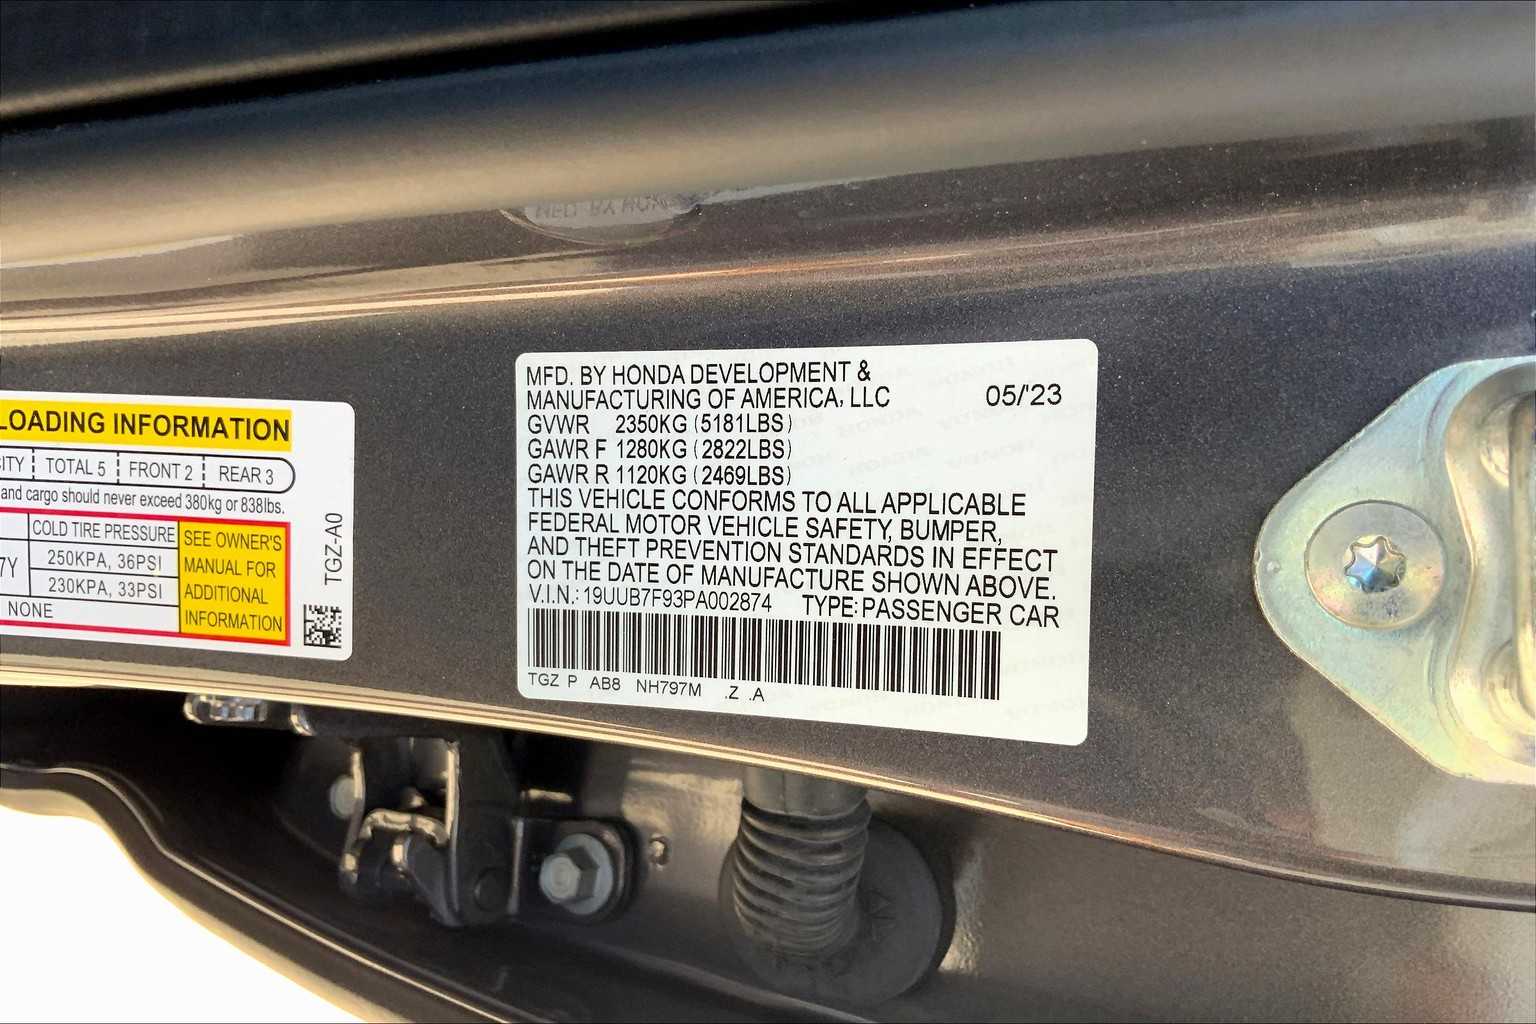 LOADING INFORMATION
CITY TOTAL 5 FRONT 2 REAR 3
and cargo should never exceed 380kg or 838lbs.
COLD TIRE PRESSURE
7Y 250KPA, 36PSI
230KPA, 33PSI
NONE
SEE OWNER'S
MANUAL FOR
ADDITIONAL
INFORMATION
TGZ-A0
MFD. BY HONDA DEVELOPMENT &
MANUFACTURING OF AMERICA, LLC 05/'23
GVWR 2350KG (5181LBS)
GAWR F 1280KG (2822LBS)
GAWR R 1120KG (2469LBS)
THIS VEHICLE CONFORMS TO ALL APPLICABLE
FEDERAL MOTOR VEHICLE SAFETY, BUMPER,
AND THEFT PREVENTION STANDARDS IN EFFECT
ON THE DATE OF MANUFACTURE SHOWN ABOVE.
V.I.N.: 19UUB7F93PA002874 TYPE: PASSENGER CAR
TGZ P AB8 NH797M .Z .A